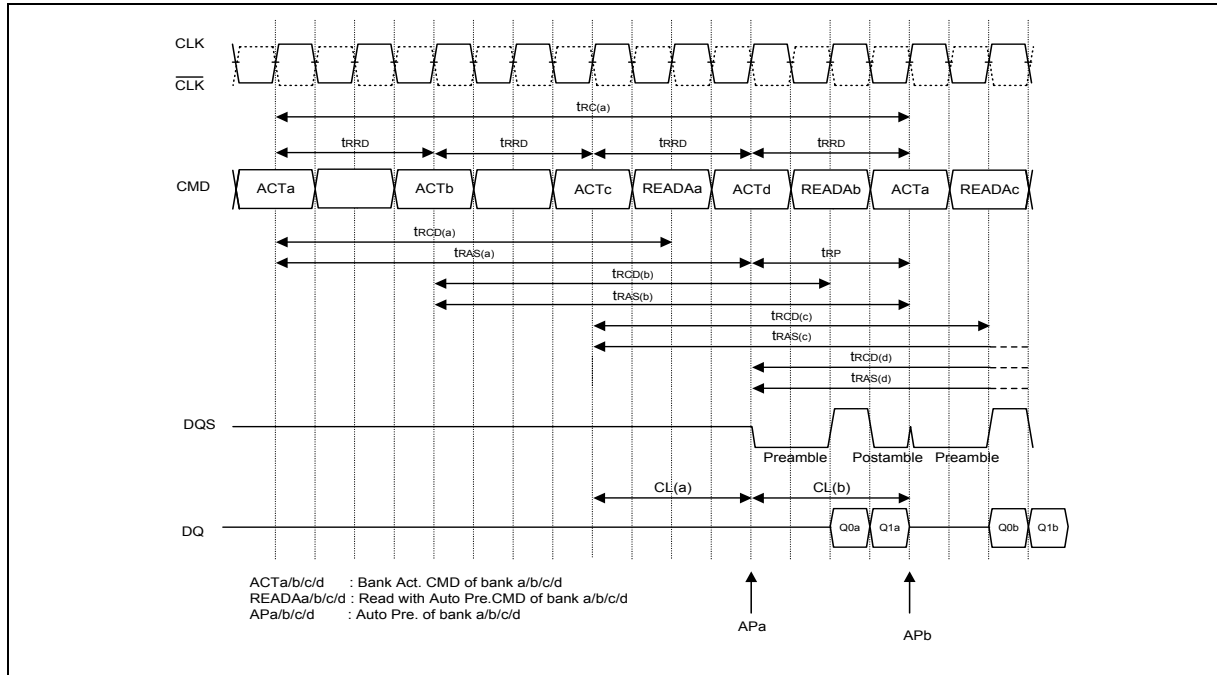 CLK
CLK
tRC(a)
tRRD tRRD tRRD tRRD
CMD ACTa ACTb ACTc READAa ACTd READAb ACTa READAc
tRCD(a)
tRAS(a) tRP
tRCD(b)
tRAS(b)
tRCD(c)
tRAS(c)
tRCD(d)
tRAS(d)
DQS
Preamble Postamble Preamble
CL(a) CL(b)
DQ Q0a Q1a Q0b Q1b
ACTa/b/c/d : Bank Act. CMD of bank a/b/c/d
READAa/b/c/d : Read with Auto Pre.CMD of bank a/b/c/d
APa/b/c/d : Auto Pre. of bank a/b/c/d
APa APb